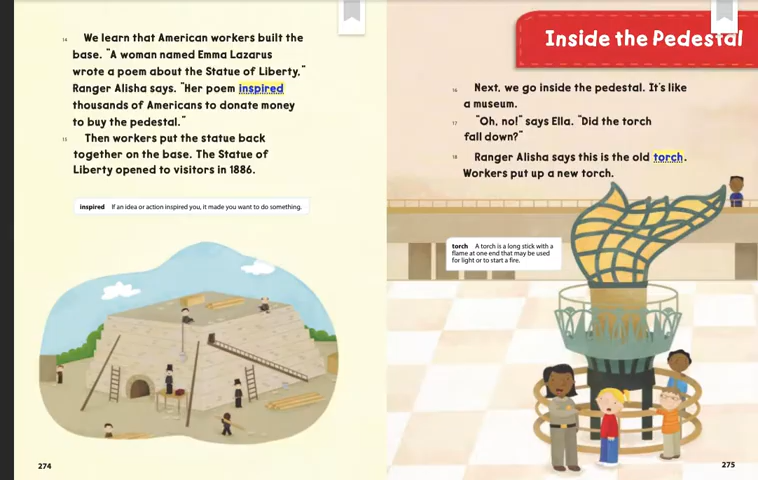 14 We learn that American workers built the
base. "A woman named Emma Lazarus
wrote a poem about the Statue of Liberty,"
Ranger Alisha says. "Her poem inspired
thousands of Americans to donate money
to buy the pedestal."
15 Then workers put the statue back
together on the base. The Statue of
Liberty opened to visitors in 1886.
inspired If an idea or action inspired you, it made you want to do something.
274
Inside the Pedestal
16 Next, we go inside the pedestal. It's like
a museum.
17 "Oh, no!" says Ella. "Did the torch
fall down?"
18 Ranger Alisha says this is the old torch.
Workers put up a new torch.
torch A torch is a long stick with a
flame at one end that may be used
for light or to start a fire.
275